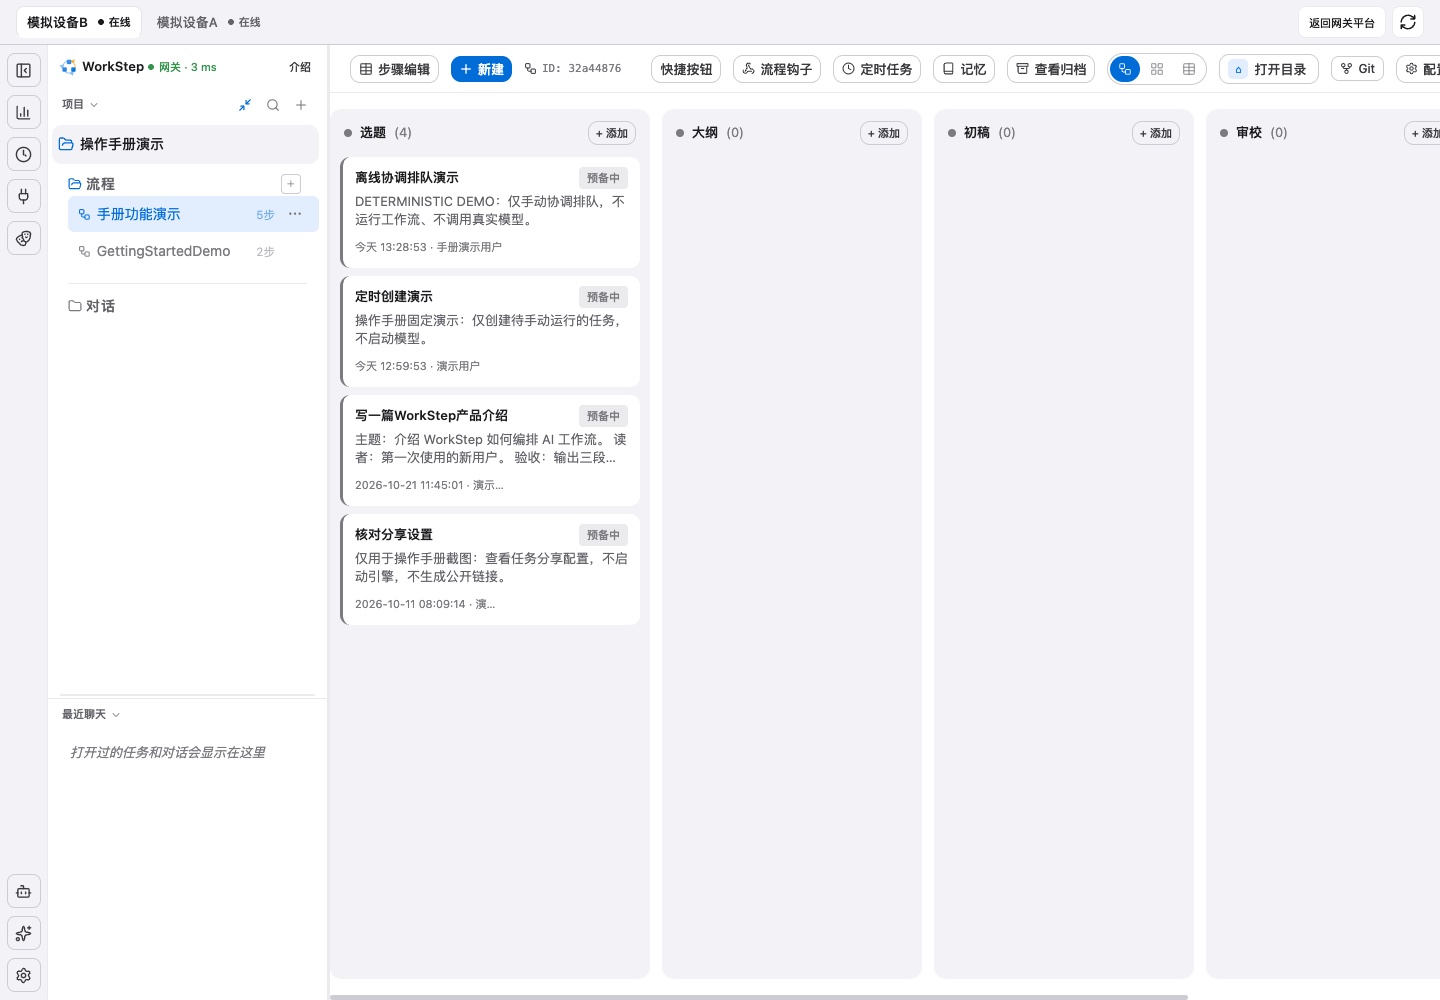 模拟设备B ● 在线 模拟设备A ● 在线 返回网关平台
WorkStep ● 网关 · 3 ms 介绍
步骤编辑 + 新建 ID: 32a44876 快捷按钮 流程钩子 定时任务 记忆 查看归档 打开目录 Git
项目
操作手册演示
流程
手册功能演示 5步 ···
GettingStartedDemo 2步
对话
最近聊天
打开过的任务和对话会显示在这里
选题 (4) + 添加
离线协调排队演示 预备中
DETERMINISTIC DEMO：仅手动协调排队，不
运行工作流、不调用真实模型。
今天 13:28:53 · 手册演示用户
定时创建演示 预备中
操作手册固定演示：仅创建待手动运行的任务，
不启动模型。
今天 12:59:53 · 演示用户
写一篇WorkStep产品介绍 预备中
主题：介绍 WorkStep 如何编排 AI 工作流。 读
者：第一次使用的新用户。 验收：输出三段...
2026-10-21 11:45:01 · 演示...
核对分享设置 预备中
仅用于操作手册截图：查看任务分享配置，不启
动引擎，不生成公开链接。
2026-10-11 08:09:14 · 演...
大纲 (0) + 添加
初稿 (0) + 添加
审校 (0) + 添加